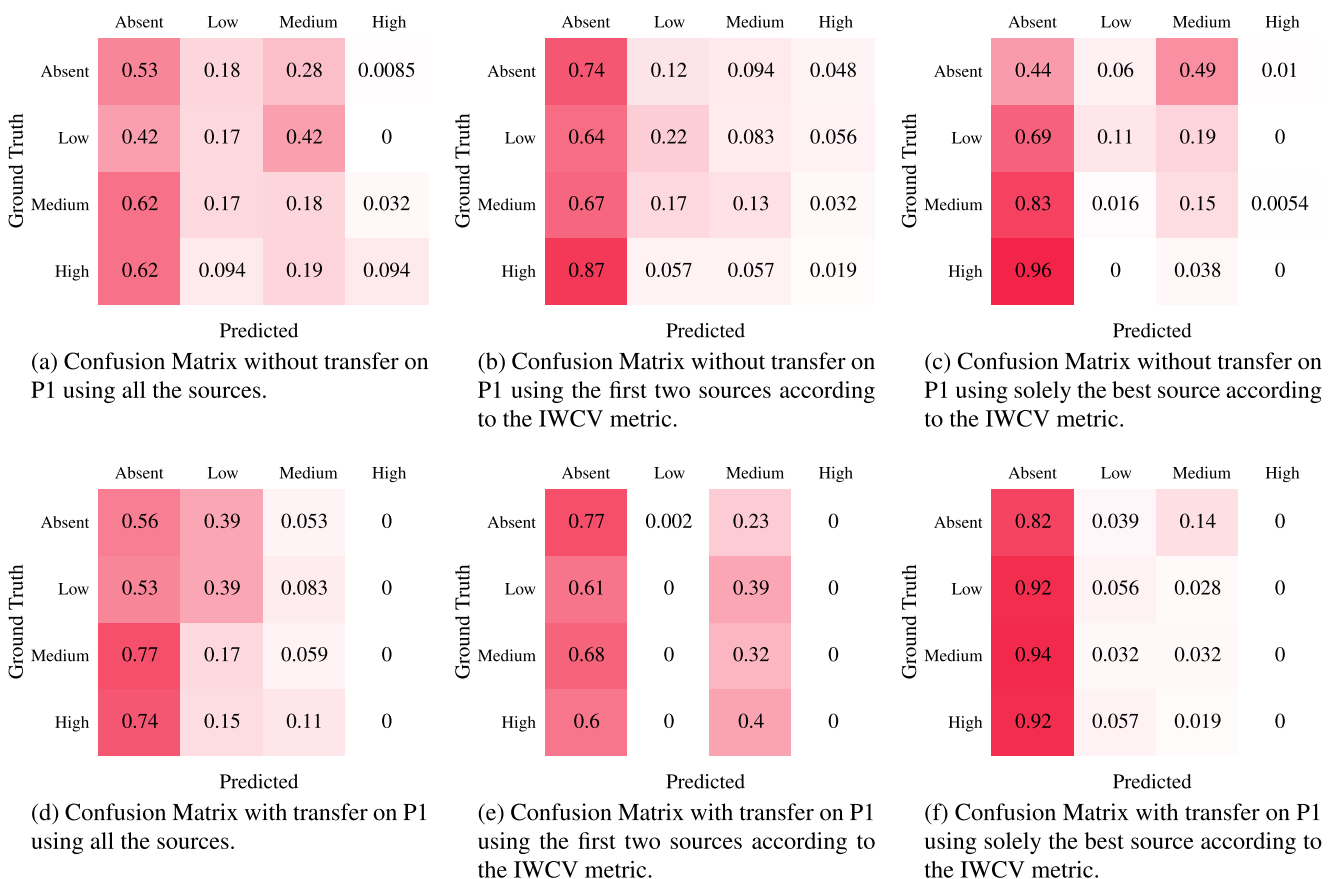 Absent Low Medium High
Ground Truth
Absent 0.53 0.18 0.28 0.0085
Low 0.42 0.17 0.42 0
Medium 0.62 0.17 0.18 0.032
High 0.62 0.094 0.19 0.094
Predicted
(a) Confusion Matrix without transfer on
P1 using all the sources.
Absent Low Medium High
Ground Truth
Absent 0.74 0.12 0.094 0.048
Low 0.64 0.22 0.083 0.056
Medium 0.67 0.17 0.13 0.032
High 0.87 0.057 0.057 0.019
Predicted
(b) Confusion Matrix without transfer on
P1 using the first two sources according
to the IWCV metric.
Absent Low Medium High
Ground Truth
Absent 0.44 0.06 0.49 0.01
Low 0.69 0.11 0.19 0
Medium 0.83 0.016 0.15 0.0054
High 0.96 0 0.038 0
Predicted
(c) Confusion Matrix without transfer on
P1 using solely the best source according
to the IWCV metric.
Absent Low Medium High
Ground Truth
Absent 0.56 0.39 0.053 0
Low 0.53 0.39 0.083 0
Medium 0.77 0.17 0.059 0
High 0.74 0.15 0.11 0
Predicted
(d) Confusion Matrix with transfer on P1
using all the sources.
Absent Low Medium High
Ground Truth
Absent 0.77 0.002 0.23 0
Low 0.61 0 0.39 0
Medium 0.68 0 0.32 0
High 0.6 0 0.4 0
Predicted
(e) Confusion Matrix with transfer on P1
using the first two sources according to
the IWCV metric.
Absent Low Medium High
Ground Truth
Absent 0.82 0.039 0.14 0
Low 0.92 0.056 0.028 0
Medium 0.94 0.032 0.032 0
High 0.92 0.057 0.019 0
Predicted
(f) Confusion Matrix with transfer on P1
using solely the best source according to
the IWCV metric.